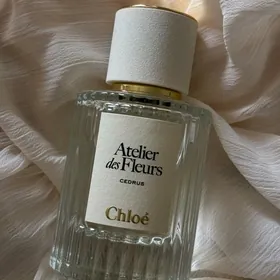 Atelier
des Fleurs
CEDRUS
Chloé